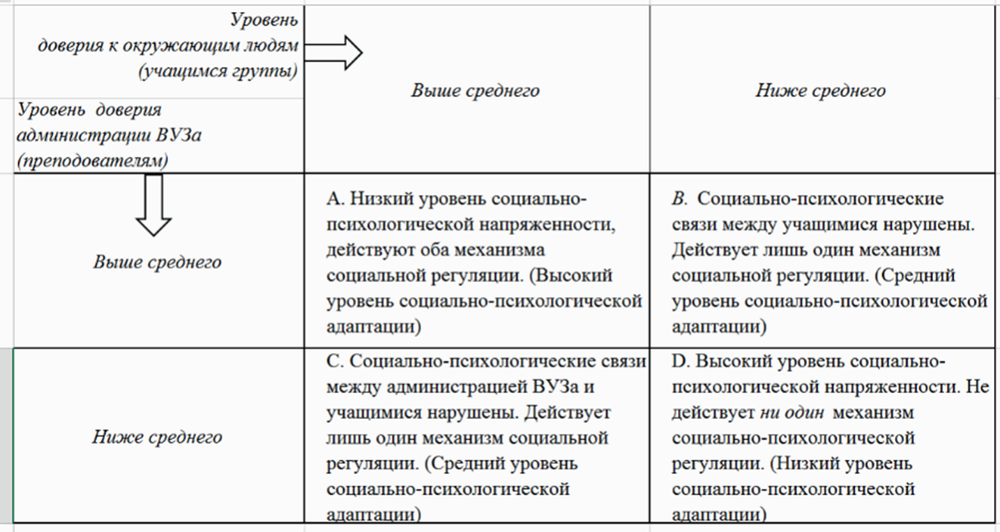 Уровень
доверия к окружающим людям
(учащимся группы)
Уровень доверия
администрации ВУЗа
(преподователям)
Выше среднего
Ниже среднего
Выше среднего
А. Низкий уровень социально-
психологической напряженности,
действуют оба механизма
социальной регуляции. (Высокий
уровень социально-психологической
адаптации)
В. Социально-психологические
связи между учащимися нарушены.
Действует лишь один механизм
социальной регуляции. (Средний
уровень социально-психологической
адаптации)
Ниже среднего
С. Социально-психологические связи
между администрацией ВУЗа и
учащимися нарушены. Действует
лишь один механизм социальной
регуляции. (Средний уровень
социально-психологической
адаптации)
D. Высокий уровень социально-
психологической напряженности. Не
действует ни один механизм
социально-психологической
регуляции. (Низкий уровень
социально-психологической
адаптации)